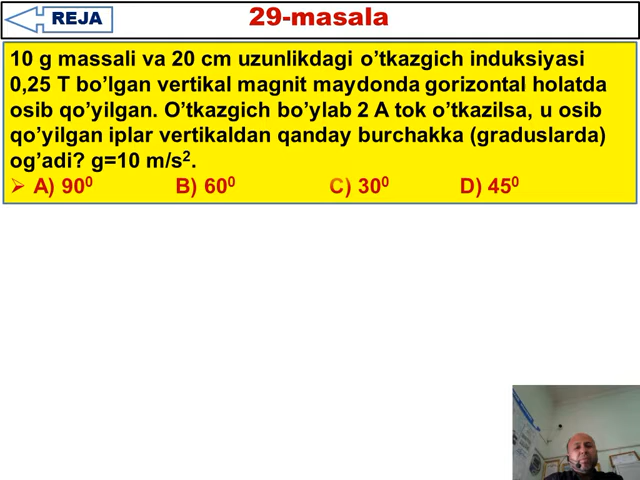 REJA
29-masala
10 g massali va 20 cm uzunlikdagi o’tkazgich induksiyasi
0,25 T bo’lgan vertikal magnit maydonda gorizontal holatda
osib qo’yilgan. O’tkazgich bo’ylab 2 A tok o’tkazilsa, u osib
qo’yilgan iplar vertikaldan qanday burchakka (graduslarda)
og’adi? g=10 m/s².
➢ A) 90⁰ B) 60⁰ C) 30⁰ D) 45⁰